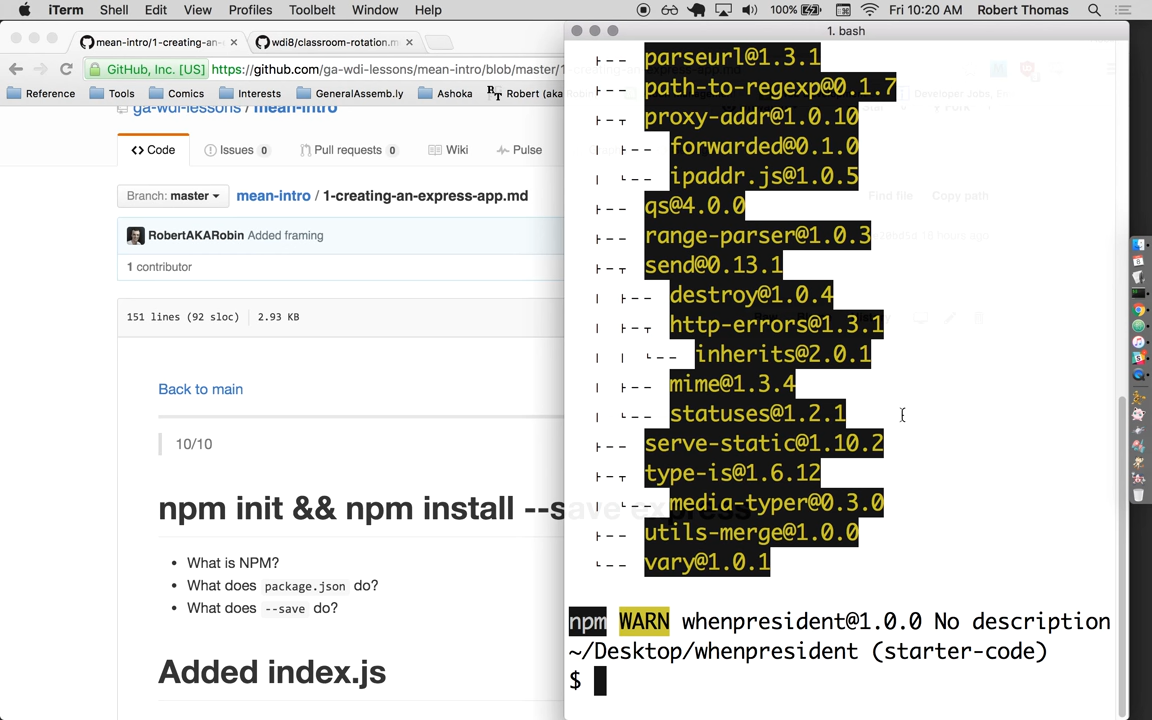 iTerm Shell Edit View Profiles Toolbelt Window Help 100% Fri 10:20 AM Robert Thomas
mean-intro/1-creating-an- × wdi8/classroom-rotation.m ×
1. bash
GitHub, Inc. [US] https://github.com/ga-wdi-lessons/mean-intro/blob/master/1
Reference Tools Comics Interests GeneralAssemb.ly Ashoka Robert (aka
ga-wdi-lessons / mean-intro
<> Code Issues 0 Pull requests 0 Wiki Pulse
Branch: master mean-intro / 1-creating-an-express-app.md
Find file Copy path
RobertAKARobin Added framing
1 contributor
151 lines (92 sloc) 2.93 KB
Back to main
10/10
npm init && npm install --save express
• What is NPM?
• What does package.json do?
• What does --save do?
Added index.js
├── parseurl@1.3.1
├── path-to-regexp@0.1.7
├─┬ proxy-addr@1.0.10
│ ├── forwarded@0.1.0
│ └── ipaddr.js@1.0.5
├── qs@4.0.0
├── range-parser@1.0.3
├─┬ send@0.13.1
│ ├── destroy@1.0.4
│ ├─┬ http-errors@1.3.1
│ │ └── inherits@2.0.1
│ ├── mime@1.3.4
│ └── statuses@1.2.1
├── serve-static@1.10.2
├─┬ type-is@1.6.12
│ └── media-typer@0.3.0
├── utils-merge@1.0.0
└── vary@1.0.1
npm WARN whenpresident@1.0.0 No description
~/Desktop/whenpresident (starter-code)
$